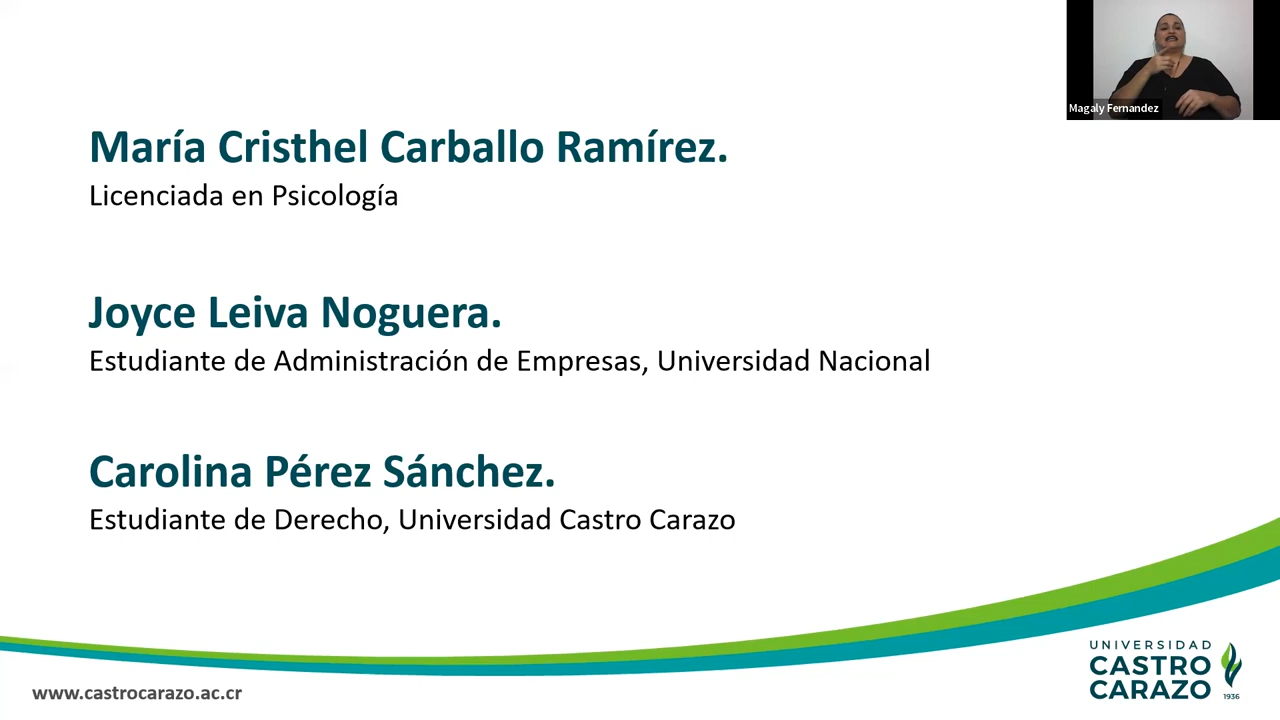 Magaly Fernandez
María Cristhel Carballo Ramírez.
Licenciada en Psicología
Joyce Leiva Noguera.
Estudiante de Administración de Empresas, Universidad Nacional
Carolina Pérez Sánchez.
Estudiante de Derecho, Universidad Castro Carazo
www.castrocarazo.ac.cr
UNIVERSIDAD
CASTRO
CARAZO
1936